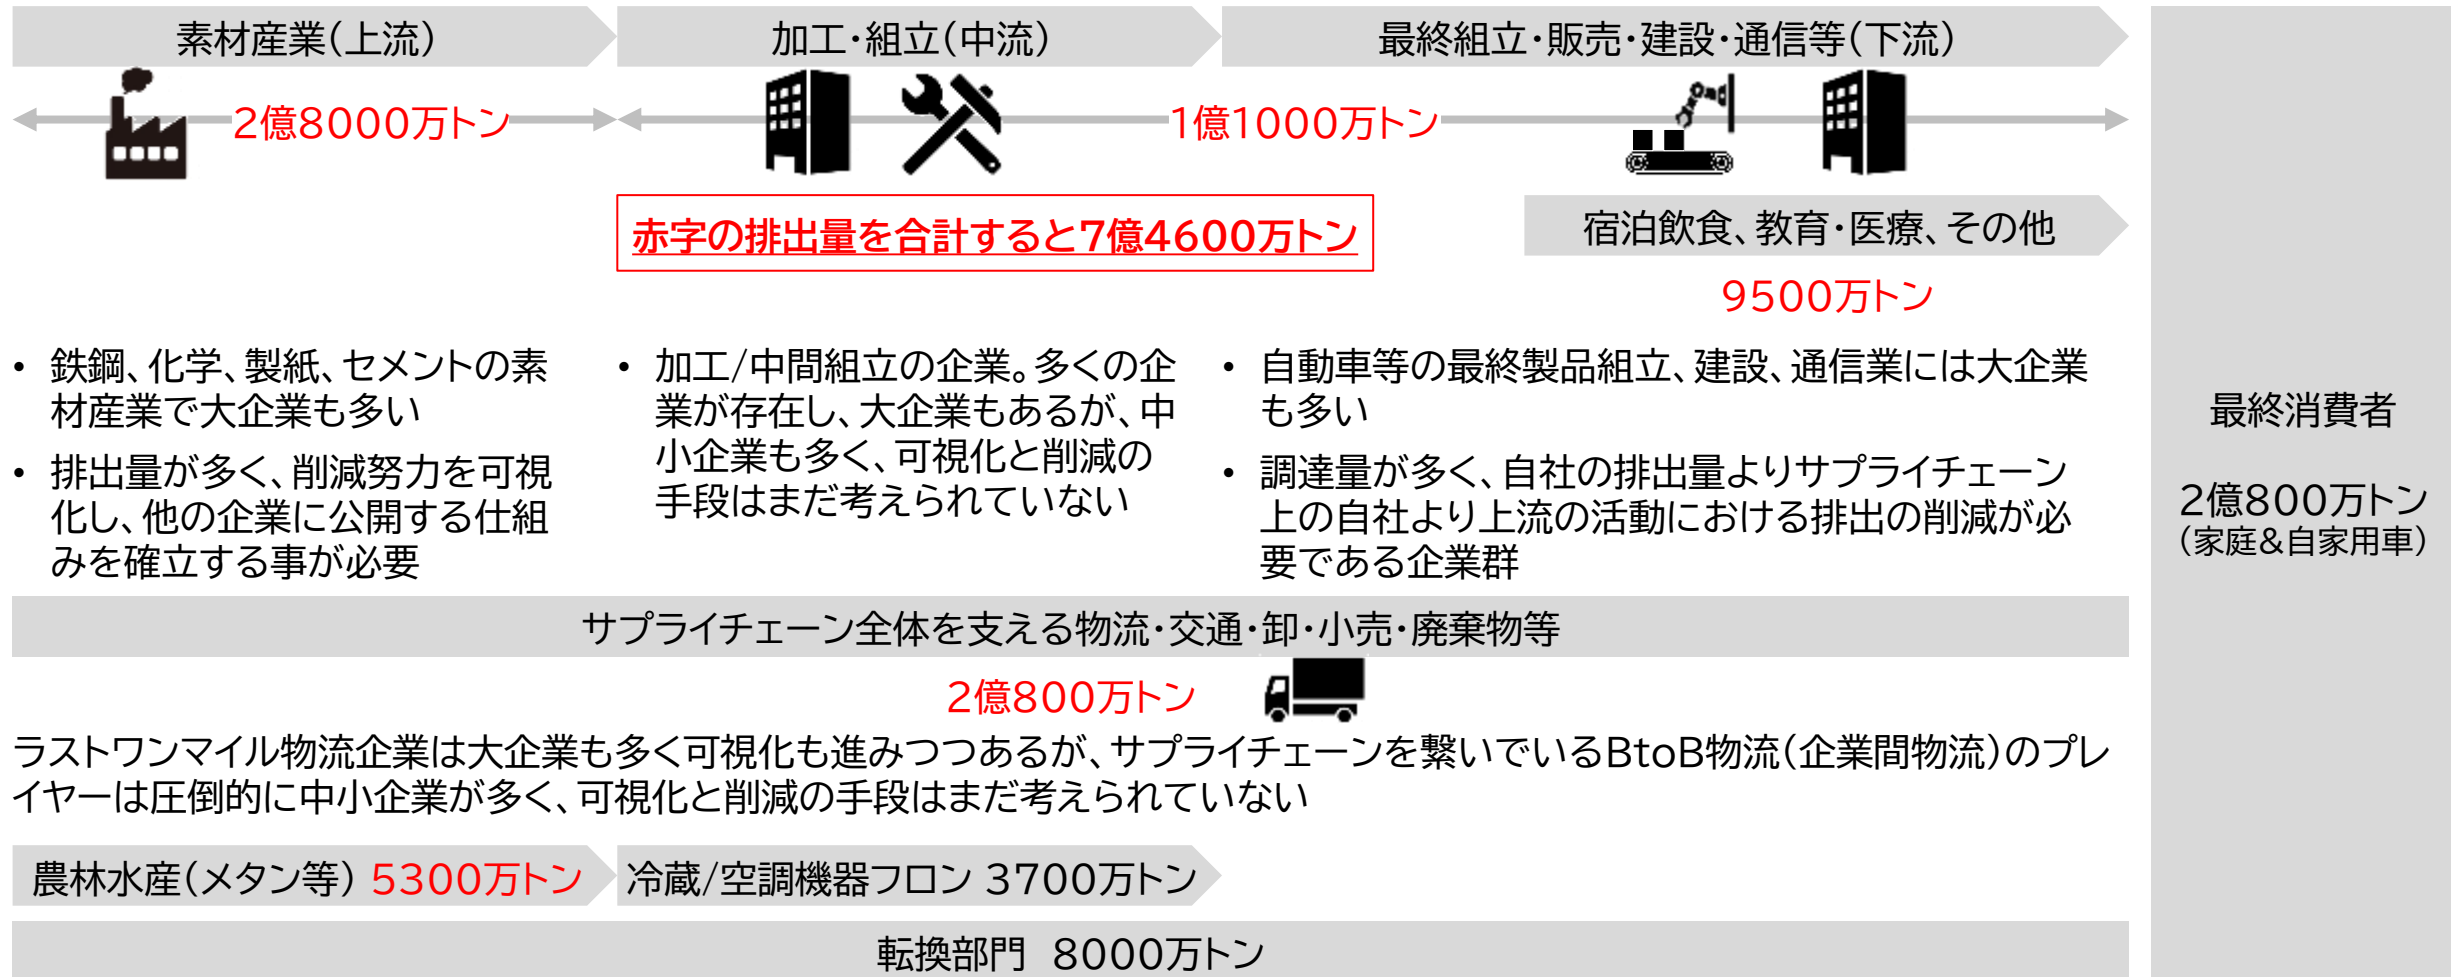 素材産業(上流)
加工・組立(中流)
最終組立・販売・建設・通信等(下流)
2億8000万トン
1億1000万トン
赤字の排出量を合計すると7億4600万トン
宿泊飲食、教育・医療、その他
9500万トン
• 鉄鋼、化学、製紙、セメントの素
材産業で大企業も多い
• 排出量が多く、削減努力を可視
化し、他の企業に公開する仕組
みを確立する事が必要
• 加工/中間組立の企業。多くの企
業が存在し、大企業もあるが、中
小企業も多く、可視化と削減の
手段はまだ考えられていない
• 自動車等の最終製品組立、建設、通信業には大企業
も多い
• 調達量が多く、自社の排出量よりサプライチェーン
上の自社より上流の活動における排出の削減が必
要である企業群
最終消費者
2億800万トン
(家庭&自家用車)
サプライチェーン全体を支える物流・交通・卸・小売・廃棄物等
2億800万トン
ラストワンマイル物流企業は大企業も多く可視化も進みつつあるが、サプライチェーンを繋いでいるBtoB物流(企業間物流)のプレ
イヤーは圧倒的に中小企業が多く、可視化と削減の手段はまだ考えられていない
農林水産(メタン等) 5300万トン
冷蔵/空調機器フロン 3700万トン
転換部門 8000万トン